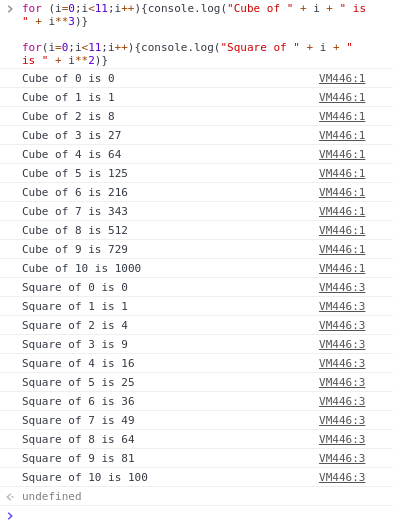 > for (i=0;i<11;i++){console.log("Cube of " + i + " is
" + i**3)}

for(i=0;i<11;i++){console.log("Square of " + i + "
is " + i**2)}
Cube of 0 is 0 VM446:1
Cube of 1 is 1 VM446:1
Cube of 2 is 8 VM446:1
Cube of 3 is 27 VM446:1
Cube of 4 is 64 VM446:1
Cube of 5 is 125 VM446:1
Cube of 6 is 216 VM446:1
Cube of 7 is 343 VM446:1
Cube of 8 is 512 VM446:1
Cube of 9 is 729 VM446:1
Cube of 10 is 1000 VM446:1
Square of 0 is 0 VM446:3
Square of 1 is 1 VM446:3
Square of 2 is 4 VM446:3
Square of 3 is 9 VM446:3
Square of 4 is 16 VM446:3
Square of 5 is 25 VM446:3
Square of 6 is 36 VM446:3
Square of 7 is 49 VM446:3
Square of 8 is 64 VM446:3
Square of 9 is 81 VM446:3
Square of 10 is 100 VM446:3
undefined
>